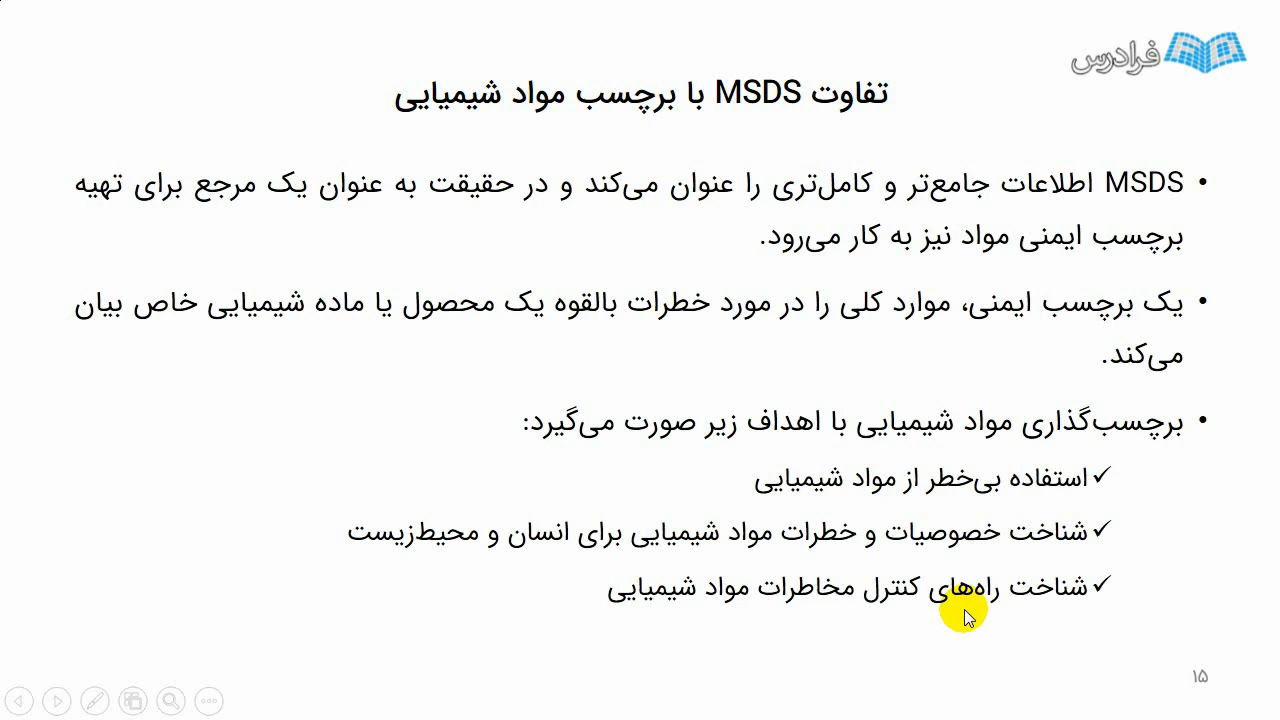 فرادرس
تفاوت MSDS با برچسب مواد شیمیایی
• MSDS اطلاعات جامع‌تر و کامل‌تری را عنوان می‌کند و در حقیقت به عنوان یک مرجع برای تهیه
برچسب ایمنی مواد نیز به کار می‌رود.
• یک برچسب ایمنی، موارد کلی را در مورد خطرات بالقوه یک محصول یا ماده شیمیایی خاص بیان
می‌کند.
• برچسب‌گذاری مواد شیمیایی با اهداف زیر صورت می‌گیرد:
✓ استفاده بی‌خطر از مواد شیمیایی
✓ شناخت خصوصیات و خطرات مواد شیمیایی برای انسان و محیط‌زیست
✓ شناخت راه‌های کنترل مخاطرات مواد شیمیایی
۱۵